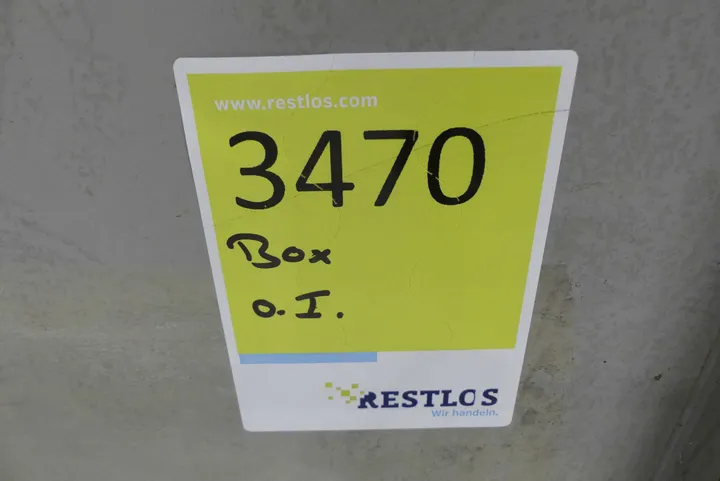 www.restlos.com
3470
Box
o.I.
RESTLOS
Wir handeln.